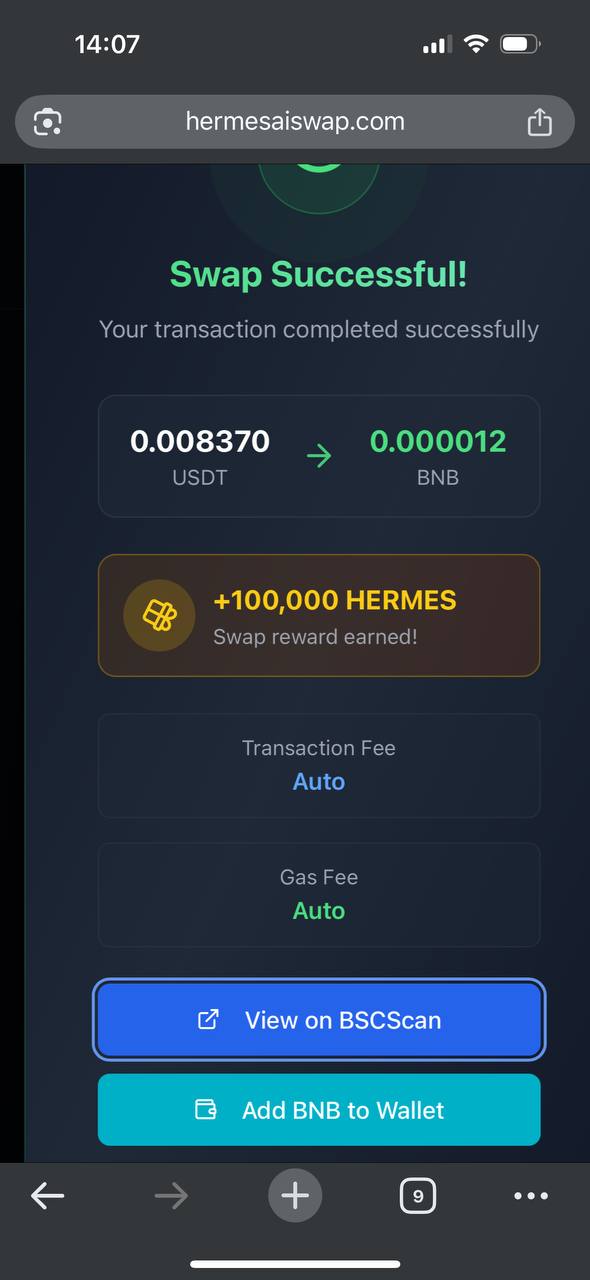 14:07
hermesaiswap.com
Swap Successful!
Your transaction completed successfully
0.008370
USDT
0.000012
BNB
+100,000 HERMES
Swap reward earned!
Transaction Fee
Auto
Gas Fee
Auto
View on BSCScan
Add BNB to Wallet
9